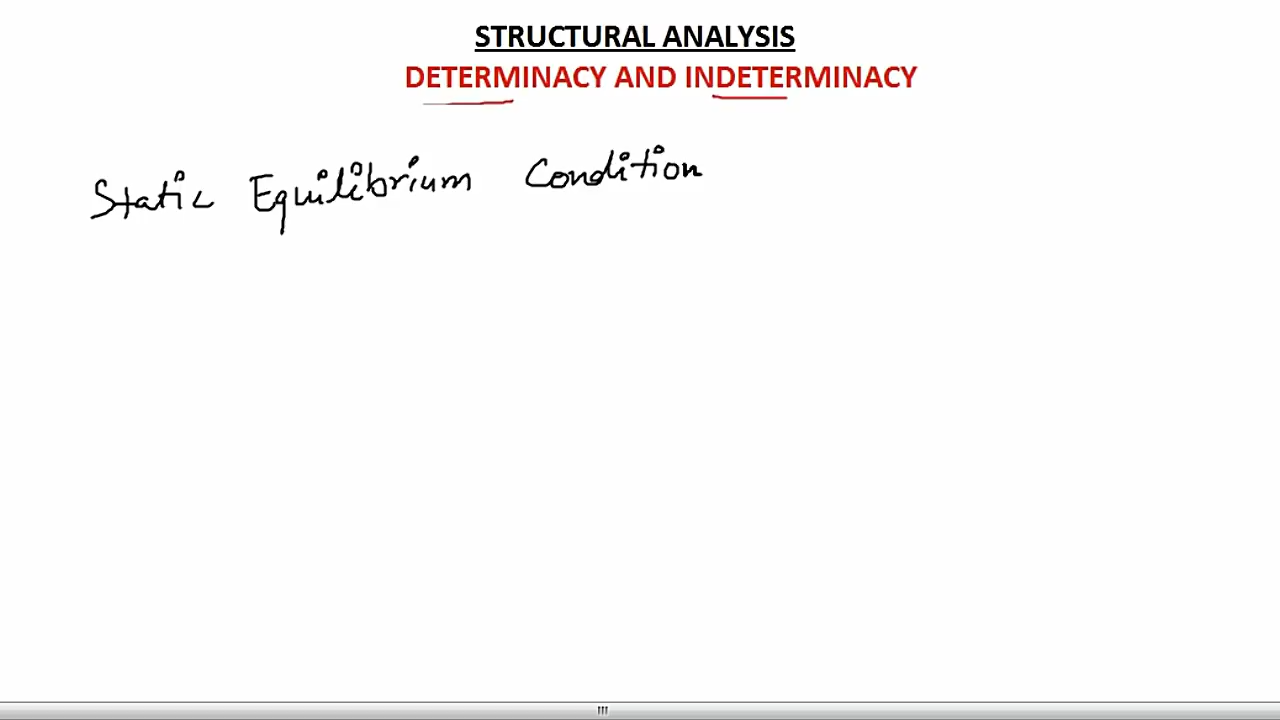 STRUCTURAL ANALYSIS
DETERMINACY AND INDETERMINACY
Static Equilibrium Condition